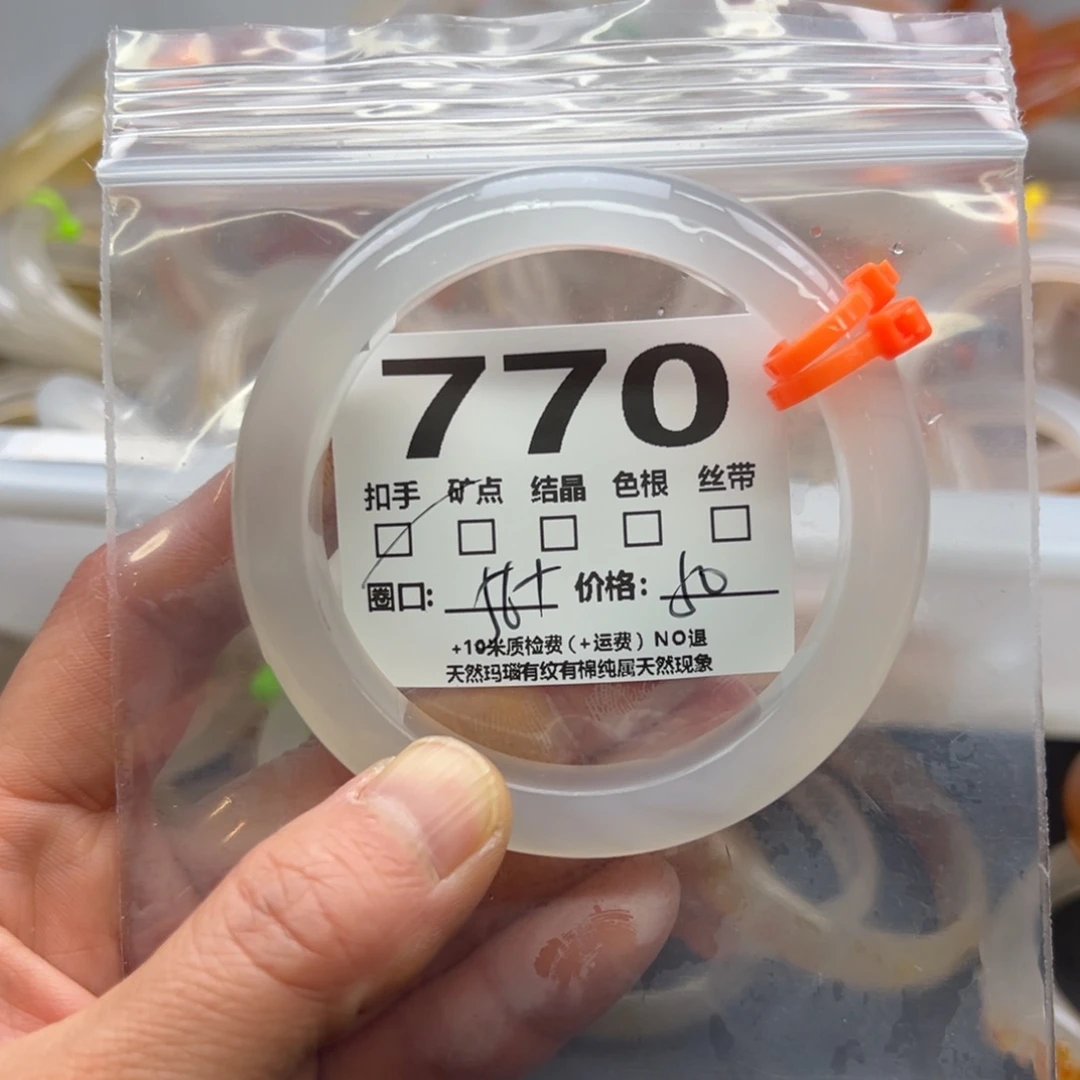 770
扣手 矿点 结晶 色根 丝带
圈口: 56+ 价格: 80
+10米质检费（+运费）NO退
天然玛瑙有纹有棉纯属天然现象